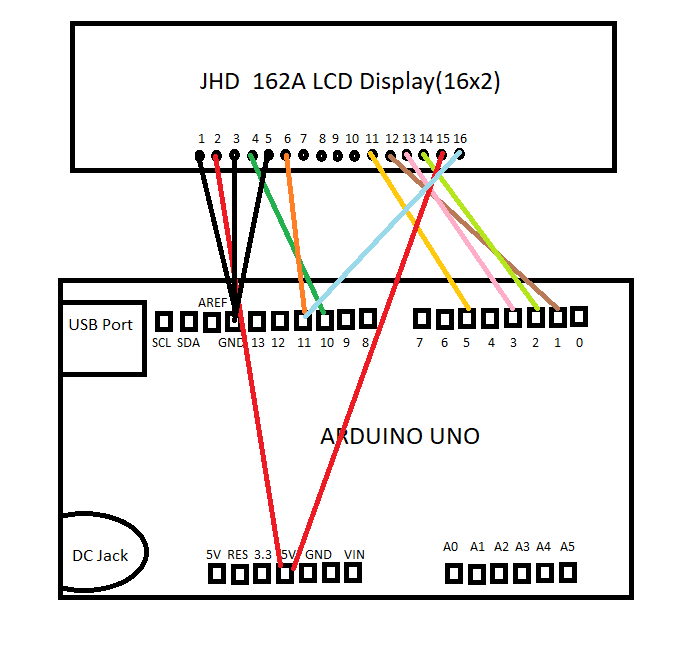 JHD  162A LCD Display(16x2)
1 2 3 4 5 6 7 8 9 10 11 12 13 14 15 16
AREF
USB Port
SCL SDA GND 13 12 11 10 9 8 7 6 5 4 3 2 1 0
ARDUINO UNO
DC Jack
5V RES 3.3 5V GND VIN A0 A1 A2 A3 A4 A5